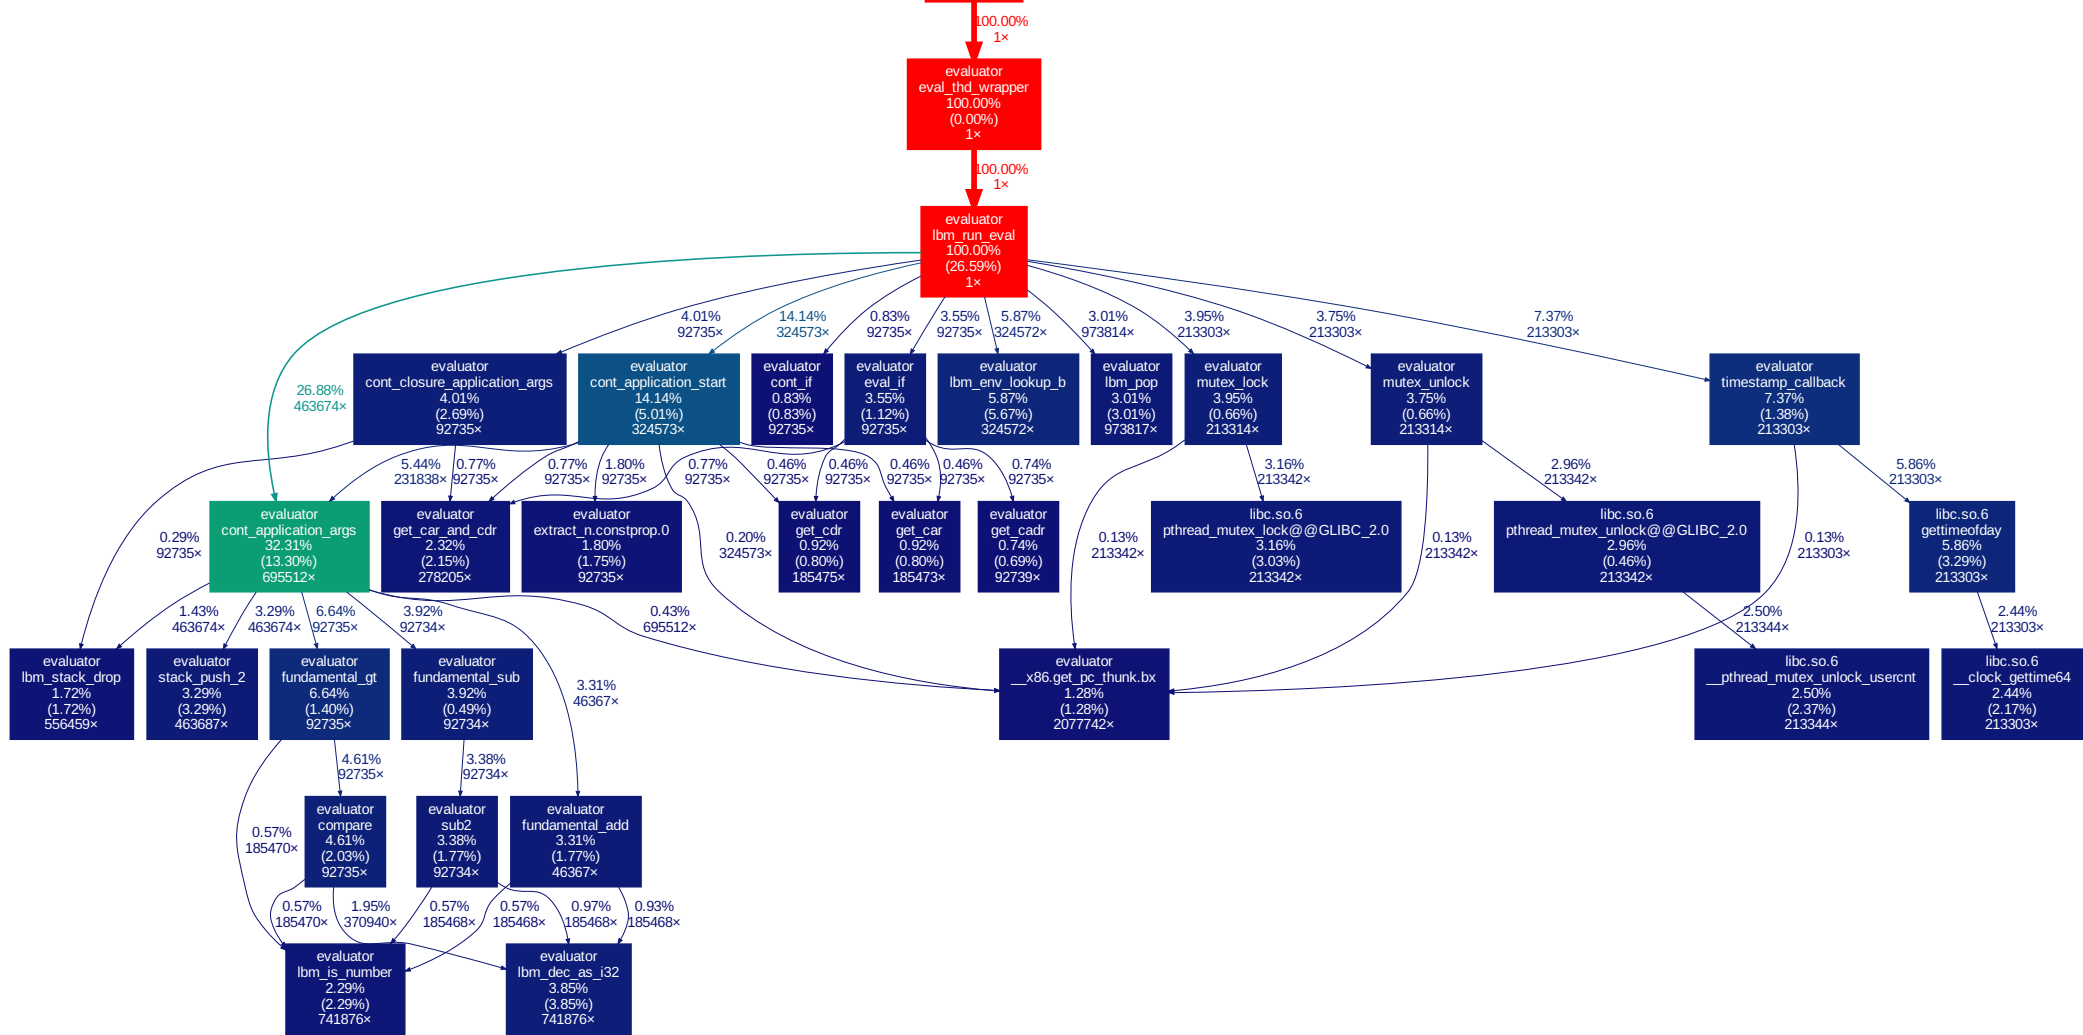 100.00%
1×
evaluator
eval_thd_wrapper
100.00%
(0.00%)
1×
100.00%
1×
evaluator
lbm_run_eval
100.00%
(26.59%)
1×
26.88%
463674×
4.01%
92735×
14.14%
324573×
0.83%
92735×
3.55%
92735×
5.87%
324572×
3.01%
973814×
3.95%
213303×
3.75%
213303×
7.37%
213303×
evaluator
cont_closure_application_args
4.01%
(2.69%)
92735×
evaluator
cont_application_start
14.14%
(5.01%)
324573×
evaluator
cont_if
0.83%
(0.83%)
92735×
evaluator
eval_if
3.55%
(1.12%)
92735×
evaluator
lbm_env_lookup_b
5.87%
(5.67%)
324572×
evaluator
lbm_pop
3.01%
(3.01%)
973817×
evaluator
mutex_lock
3.95%
(0.66%)
213314×
evaluator
mutex_unlock
3.75%
(0.66%)
213314×
evaluator
timestamp_callback
7.37%
(1.38%)
213303×
0.29%
92735×
5.44%
231838×
0.77%
92735×
0.77%
92735×
1.80%
92735×
0.77%
92735×
0.20%
324573×
0.46%
92735×
0.46%
92735×
0.46%
92735×
0.46%
92735×
0.74%
92735×
0.13%
213342×
3.16%
213342×
0.13%
213342×
2.96%
213342×
0.13%
213303×
5.86%
213303×
evaluator
cont_application_args
32.31%
(13.30%)
695512×
evaluator
get_car_and_cdr
2.32%
(2.15%)
278205×
evaluator
extract_n.constprop.0
1.80%
(1.75%)
92735×
evaluator
get_cdr
0.92%
(0.80%)
185475×
evaluator
get_car
0.92%
(0.80%)
185473×
evaluator
get_cadr
0.74%
(0.69%)
92739×
libc.so.6
pthread_mutex_lock@@GLIBC_2.0
3.16%
(3.03%)
213342×
libc.so.6
pthread_mutex_unlock@@GLIBC_2.0
2.96%
(0.46%)
213342×
libc.so.6
gettimeofday
5.86%
(3.29%)
213303×
1.43%
463674×
3.29%
463674×
6.64%
92735×
3.92%
92734×
3.31%
46367×
0.43%
695512×
2.50%
213344×
2.44%
213303×
evaluator
lbm_stack_drop
1.72%
(1.72%)
556459×
evaluator
stack_push_2
3.29%
(3.29%)
463687×
evaluator
fundamental_gt
6.64%
(1.40%)
92735×
evaluator
fundamental_sub
3.92%
(0.49%)
92734×
evaluator
__x86.get_pc_thunk.bx
1.28%
(1.28%)
2077742×
libc.so.6
__pthread_mutex_unlock_usercnt
2.50%
(2.37%)
213344×
libc.so.6
__clock_gettime64
2.44%
(2.17%)
213303×
0.57%
185470×
4.61%
92735×
3.38%
92734×
evaluator
compare
4.61%
(2.03%)
92735×
evaluator
sub2
3.38%
(1.77%)
92734×
evaluator
fundamental_add
3.31%
(1.77%)
46367×
0.57%
185470×
1.95%
370940×
0.57%
185468×
0.57%
185468×
0.97%
185468×
0.93%
185468×
evaluator
lbm_is_number
2.29%
(2.29%)
741876×
evaluator
lbm_dec_as_i32
3.85%
(3.85%)
741876×